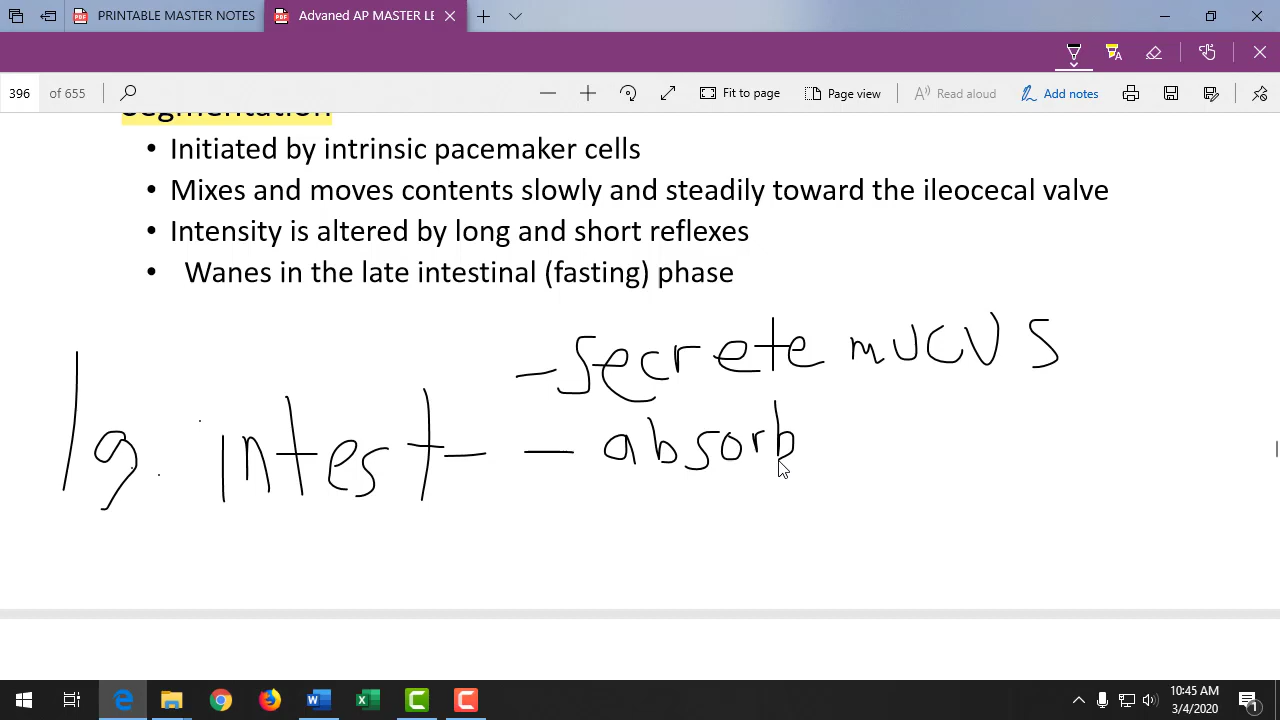 PRINTABLE MASTER NOTES
Advaned AP MASTER LE
396 of 655
Fit to page
Page view
Read aloud
Add notes
Segmentation
• Initiated by intrinsic pacemaker cells
• Mixes and moves contents slowly and steadily toward the ileocecal valve
• Intensity is altered by long and short reflexes
• Wanes in the late intestinal (fasting) phase
- secrete mucus
lg. intest - - absorb
10:45 AM
3/4/2020
1